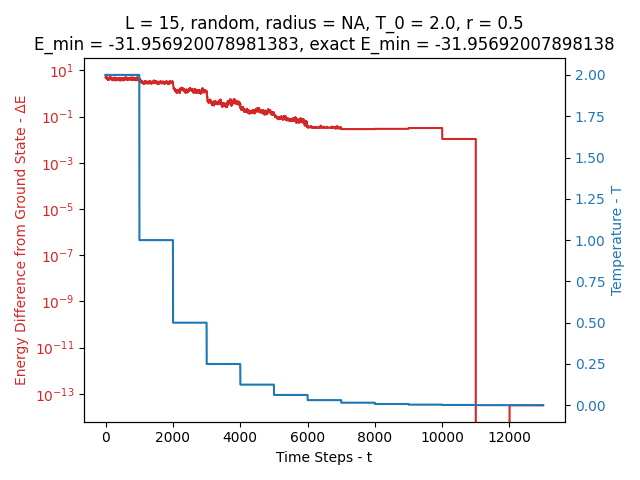 L = 15, random, radius = NA, T_0 = 2.0, r = 0.5
E_min = -31.956920078981383, exact E_min = -31.95692007898138
10¹
10⁻¹
10⁻³
10⁻⁵
10⁻⁷
10⁻⁹
10⁻¹¹
10⁻¹³
Energy Difference from Ground State - ΔE
2.00
1.75
1.50
1.25
1.00
0.75
0.50
0.25
0.00
Temperature - T
0 2000 4000 6000 8000 10000 12000
Time Steps - t